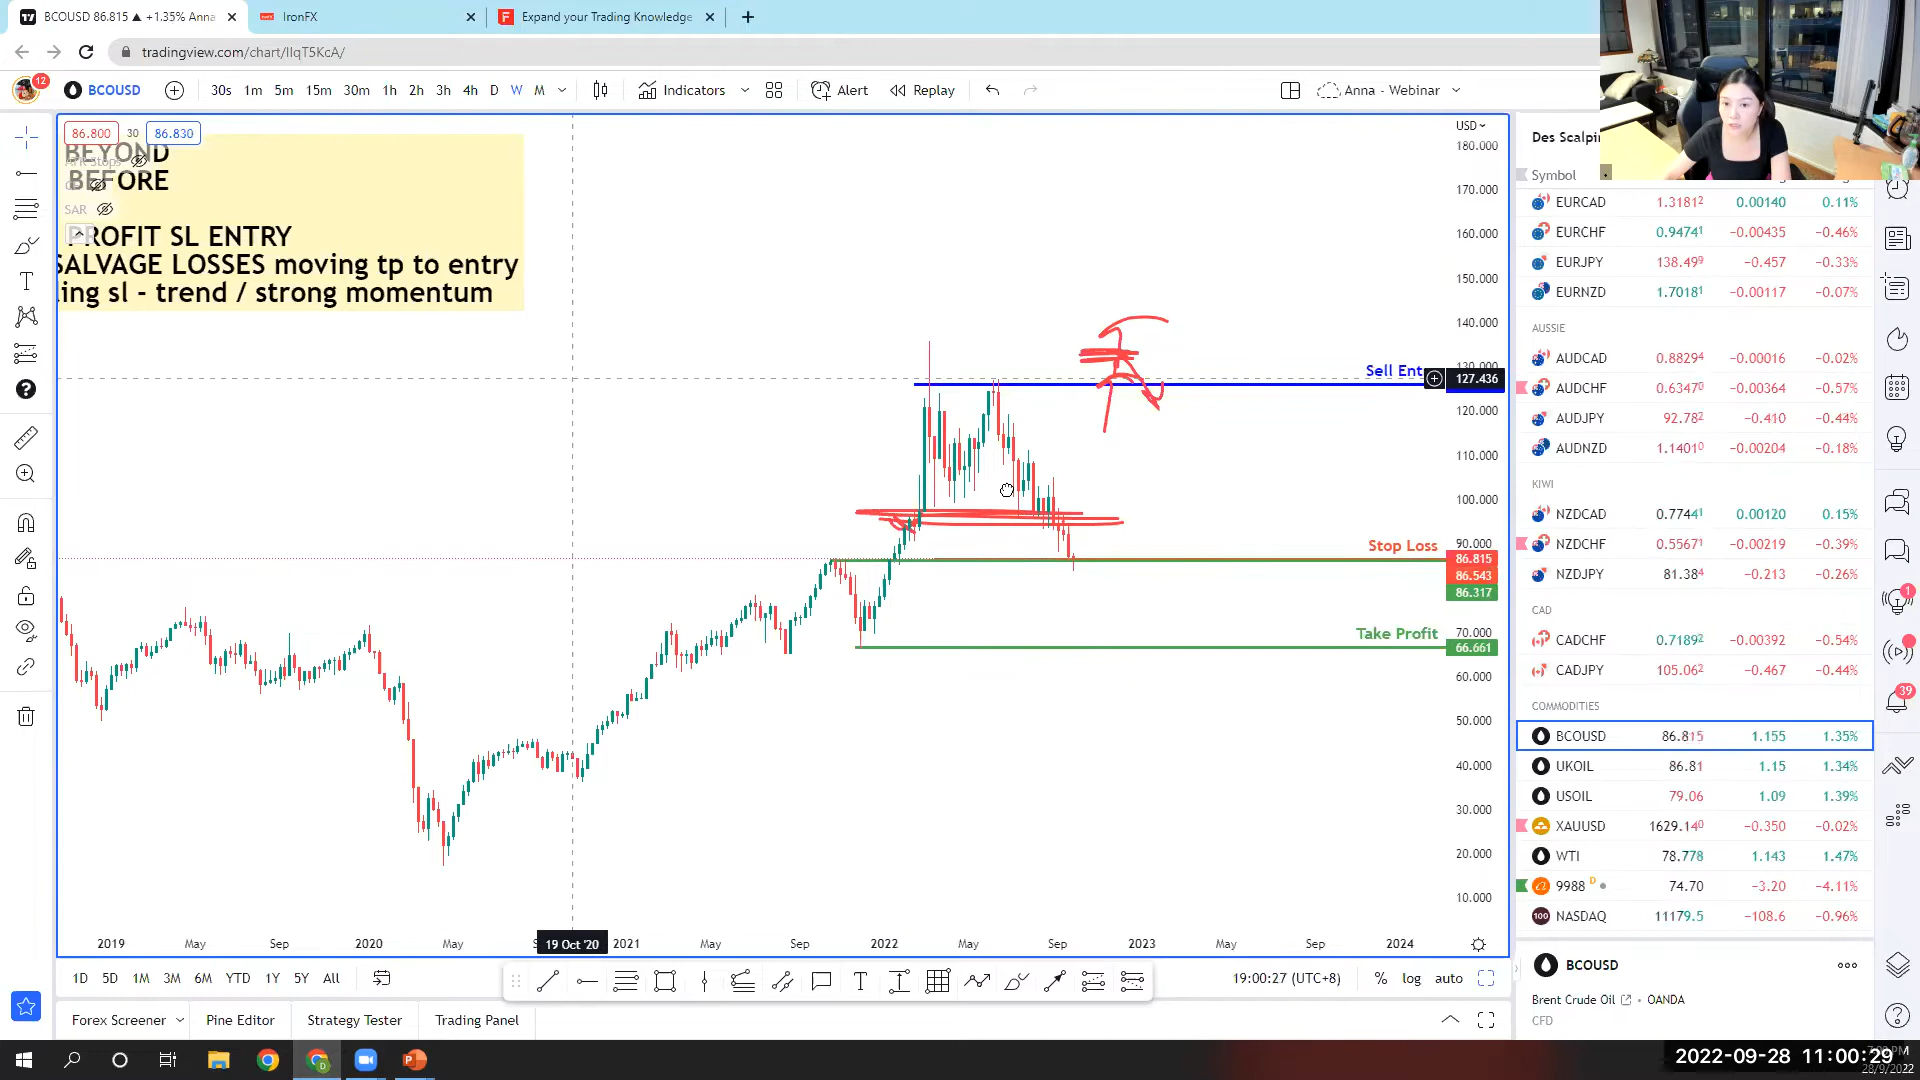 BCOUSD 86.815 ▲ +1.35% Anna
IronFX
Expand your Trading Knowledge
tradingview.com/chart/IIqT5KcA/
12
BCOUSD
30s 1m 5m 15m 30m 1h 2h 3h 4h D W M
Indicators
Alert
Replay
Anna - Webinar
86.800 30 86.830
BEYOND
BEFORE
SAR
PROFIT SL ENTRY
SALVAGE LOSSES moving tp to entry
ing sl - trend / strong momentum
USD
180.000
170.000
160.000
150.000
140.000
130.000
Sell Ent
127.436
120.000
110.000
100.000
90.000
Stop Loss
86.815
86.543
86.317
70.000
Take Profit
66.661
60.000
50.000
40.000
30.000
20.000
10.000
2019 May Sep 2020 May 19 Oct '20 2021 May Sep 2022 May Sep 2023 May Sep 2024
1D 5D 1M 3M 6M YTD 1Y 5Y All
19:00:27 (UTC+8) % log auto
Forex Screener
Pine Editor
Strategy Tester
Trading Panel
Des Scalpi
Symbol
EURCAD 1.31812 0.00140 0.11%
EURCHF 0.94741 -0.00435 -0.46%
EURJPY 138.499 -0.457 -0.33%
EURNZD 1.70181 -0.00117 -0.07%
AUSSIE
AUDCAD 0.88294 -0.00016 -0.02%
AUDCHF 0.63470 -0.00364 -0.57%
AUDJPY 92.782 -0.410 -0.44%
AUDNZD 1.14010 -0.00204 -0.18%
KIWI
NZDCAD 0.77441 0.00120 0.15%
NZDCHF 0.55671 -0.00219 -0.39%
NZDJPY 81.384 -0.213 -0.26%
CAD
CADCHF 0.71892 -0.00392 -0.54%
CADJPY 105.062 -0.467 -0.44%
COMMODITIES
BCOUSD 86.815 1.155 1.35%
UKOIL 86.81 1.15 1.34%
USOIL 79.06 1.09 1.39%
XAUUSD 1629.140 -0.350 -0.02%
WTI 78.778 1.143 1.47%
9988 D 74.70 -3.20 -4.11%
NASDAQ 11179.5 -108.6 -0.96%
BCOUSD
Brent Crude Oil • OANDA
CFD
1
39
2022-09-28 11:00:29
28/9/2022